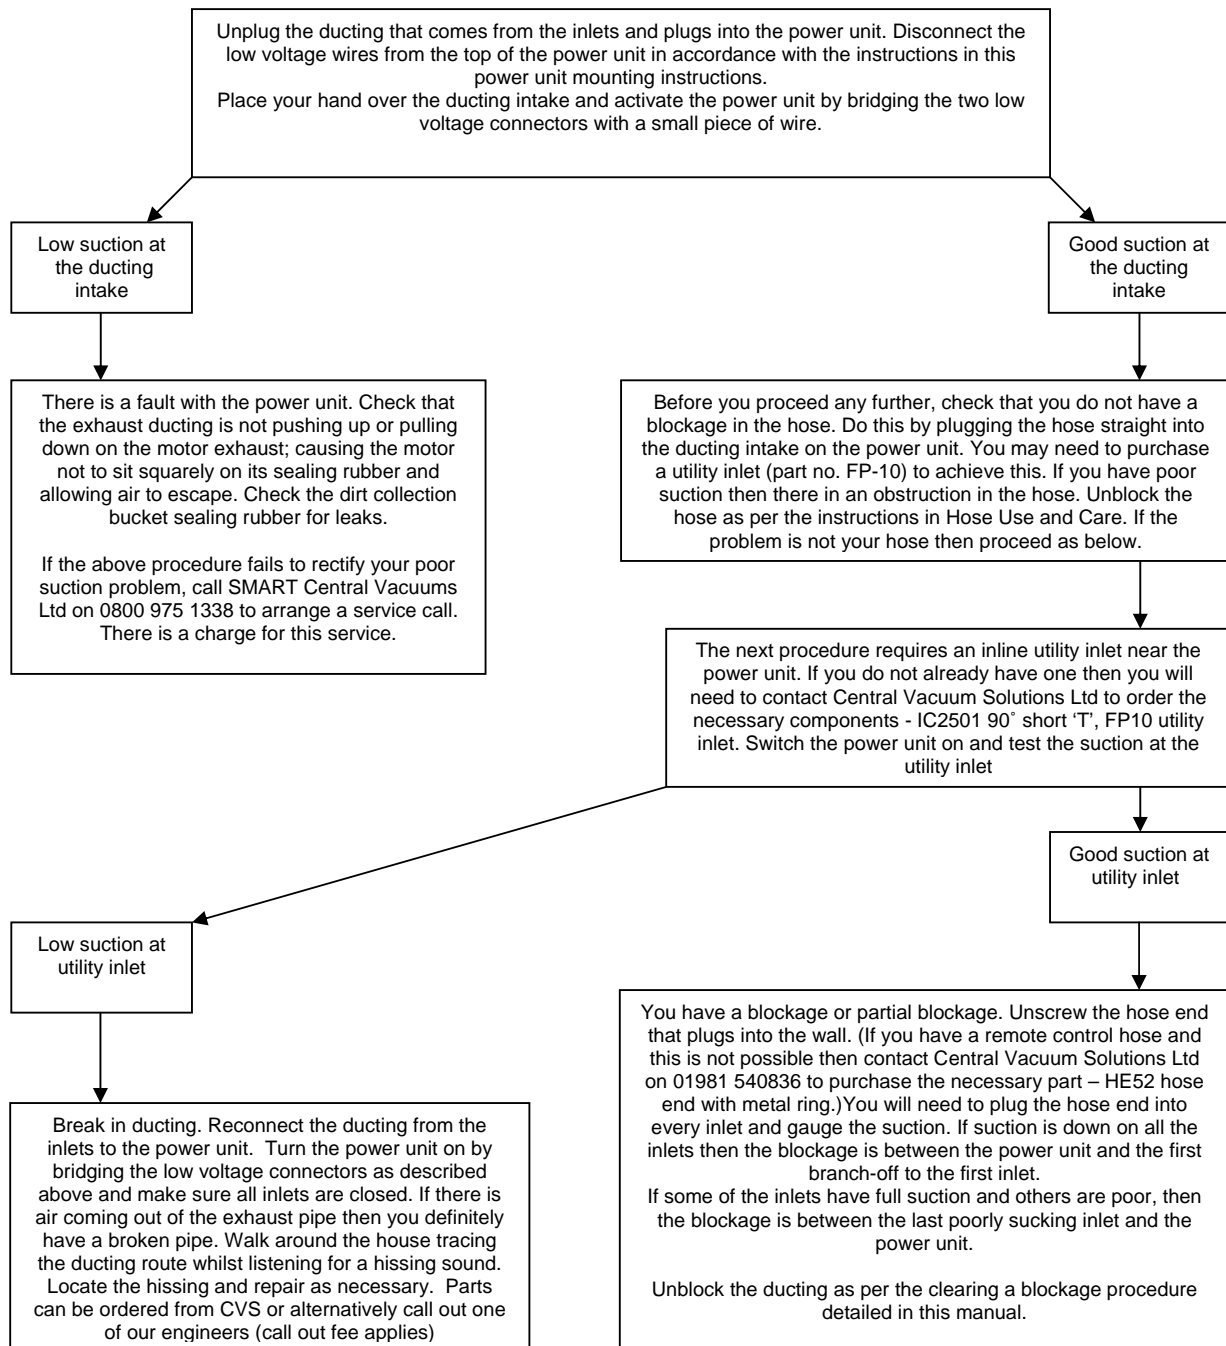 Unplug the ducting that comes from the inlets and plugs into the power unit. Disconnect the
low voltage wires from the top of the power unit in accordance with the instructions in this
power unit mounting instructions.
Place your hand over the ducting intake and activate the power unit by bridging the two low
voltage connectors with a small piece of wire.
Low suction at
the ducting
intake
Good suction at
the ducting
intake
There is a fault with the power unit. Check that
the exhaust ducting is not pushing up or pulling
down on the motor exhaust; causing the motor
not to sit squarely on its sealing rubber and
allowing air to escape. Check the dirt collection
bucket sealing rubber for leaks.
If the above procedure fails to rectify your poor
suction problem, call SMART Central Vacuums
Ltd on 0800 975 1338 to arrange a service call.
There is a charge for this service.
Before you proceed any further, check that you do not have a
blockage in the hose. Do this by plugging the hose straight into
the ducting intake on the power unit. You may need to purchase
a utility inlet (part no. FP-10) to achieve this. If you have poor
suction then there in an obstruction in the hose. Unblock the
hose as per the instructions in Hose Use and Care. If the
problem is not your hose then proceed as below.
The next procedure requires an inline utility inlet near the
power unit. If you do not already have one then you will
need to contact Central Vacuum Solutions Ltd to order the
necessary components - IC2501 90˚ short ‘T’, FP10 utility
inlet. Switch the power unit on and test the suction at the
utility inlet
Good suction at
utility inlet
Low suction at
utility inlet
You have a blockage or partial blockage. Unscrew the hose end
that plugs into the wall. (If you have a remote control hose and
this is not possible then contact Central Vacuum Solutions Ltd
on 01981 540836 to purchase the necessary part – HE52 hose
end with metal ring.)You will need to plug the hose end into
every inlet and gauge the suction. If suction is down on all the
inlets then the blockage is between the power unit and the first
branch-off to the first inlet.
If some of the inlets have full suction and others are poor, then
the blockage is between the last poorly sucking inlet and the
power unit.
Unblock the ducting as per the clearing a blockage procedure
detailed in this manual.
Break in ducting. Reconnect the ducting from the
inlets to the power unit.  Turn the power unit on by
bridging the low voltage connectors as described
above and make sure all inlets are closed. If there is
air coming out of the exhaust pipe then you definitely
have a broken pipe. Walk around the house tracing
the ducting route whilst listening for a hissing sound.
Locate the hissing and repair as necessary.  Parts
can be ordered from CVS or alternatively call out one
of our engineers (call out fee applies)